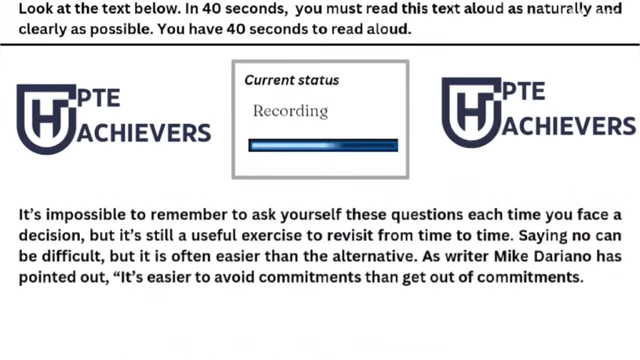 Look at the text below. In 40 seconds, you must read this text aloud as naturally and
clearly as possible. You have 40 seconds to read aloud.
PTE
ACHIEVERS
Current status
Recording
PTE
ACHIEVERS
It's impossible to remember to ask yourself these questions each time you face a
decision, but it's still a useful exercise to revisit from time to time. Saying no can
be difficult, but it is often easier than the alternative. As writer Mike Dariano has
pointed out, “It's easier to avoid commitments than get out of commitments.